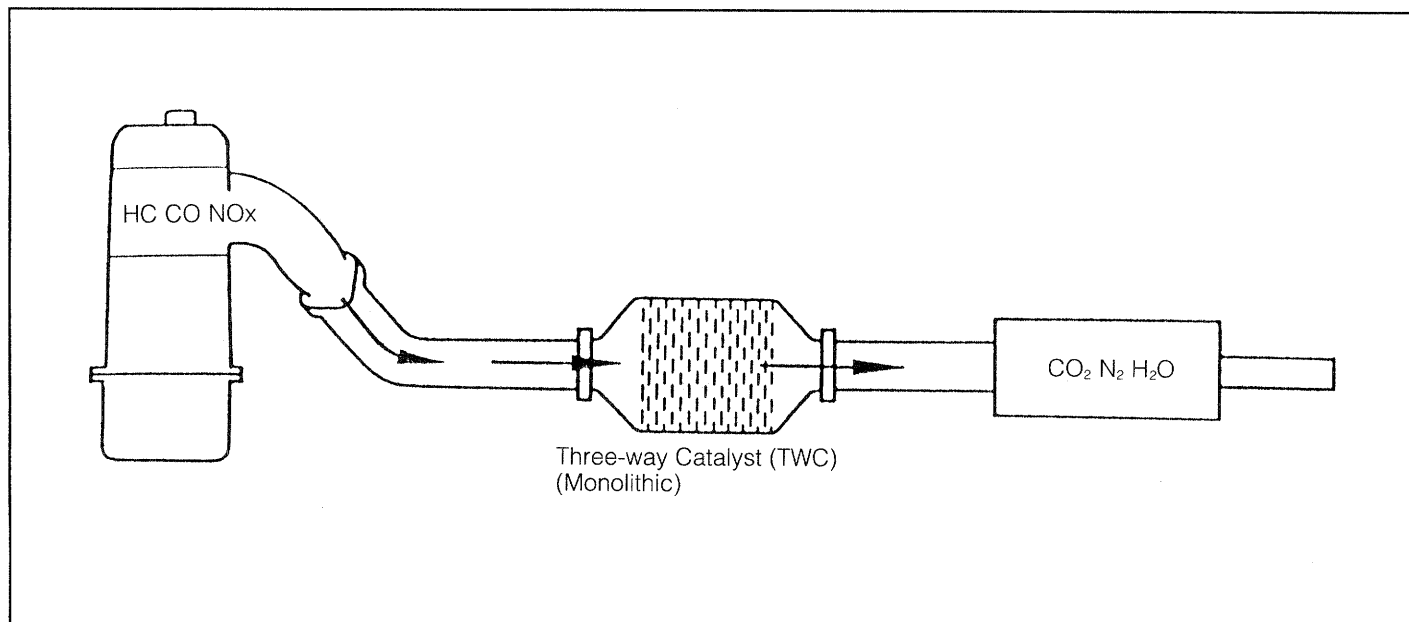 HC CO NOx
CO₂ N₂ H₂O
Three-way Catalyst (TWC)
(Monolithic)